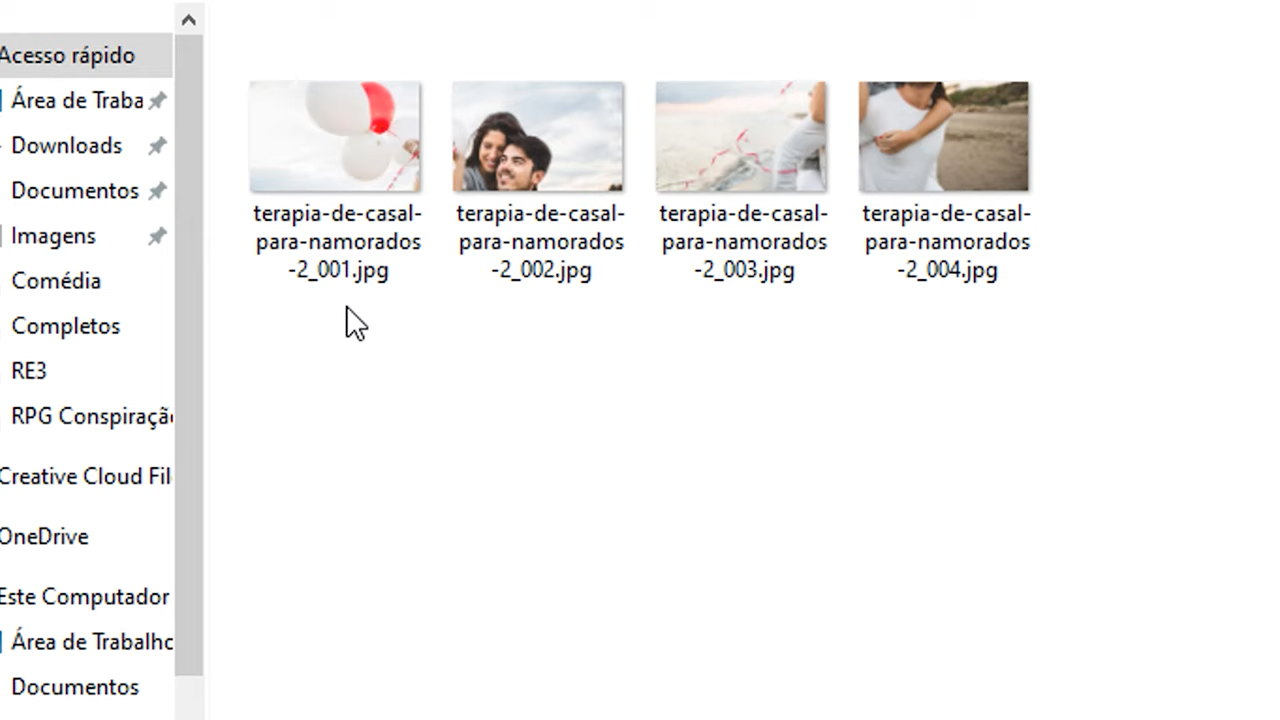 Acesso rápido
Área de Traba
Downloads
Documentos
Imagens
Comédia
Completos
RE3
RPG Conspiraçã
Creative Cloud Fil
OneDrive
Este Computador
Área de Trabalho
Documentos
terapia-de-casal-
para-namorados
-2_001.jpg
terapia-de-casal-
para-namorados
-2_002.jpg
terapia-de-casal-
para-namorados
-2_003.jpg
terapia-de-casal-
para-namorados
-2_004.jpg